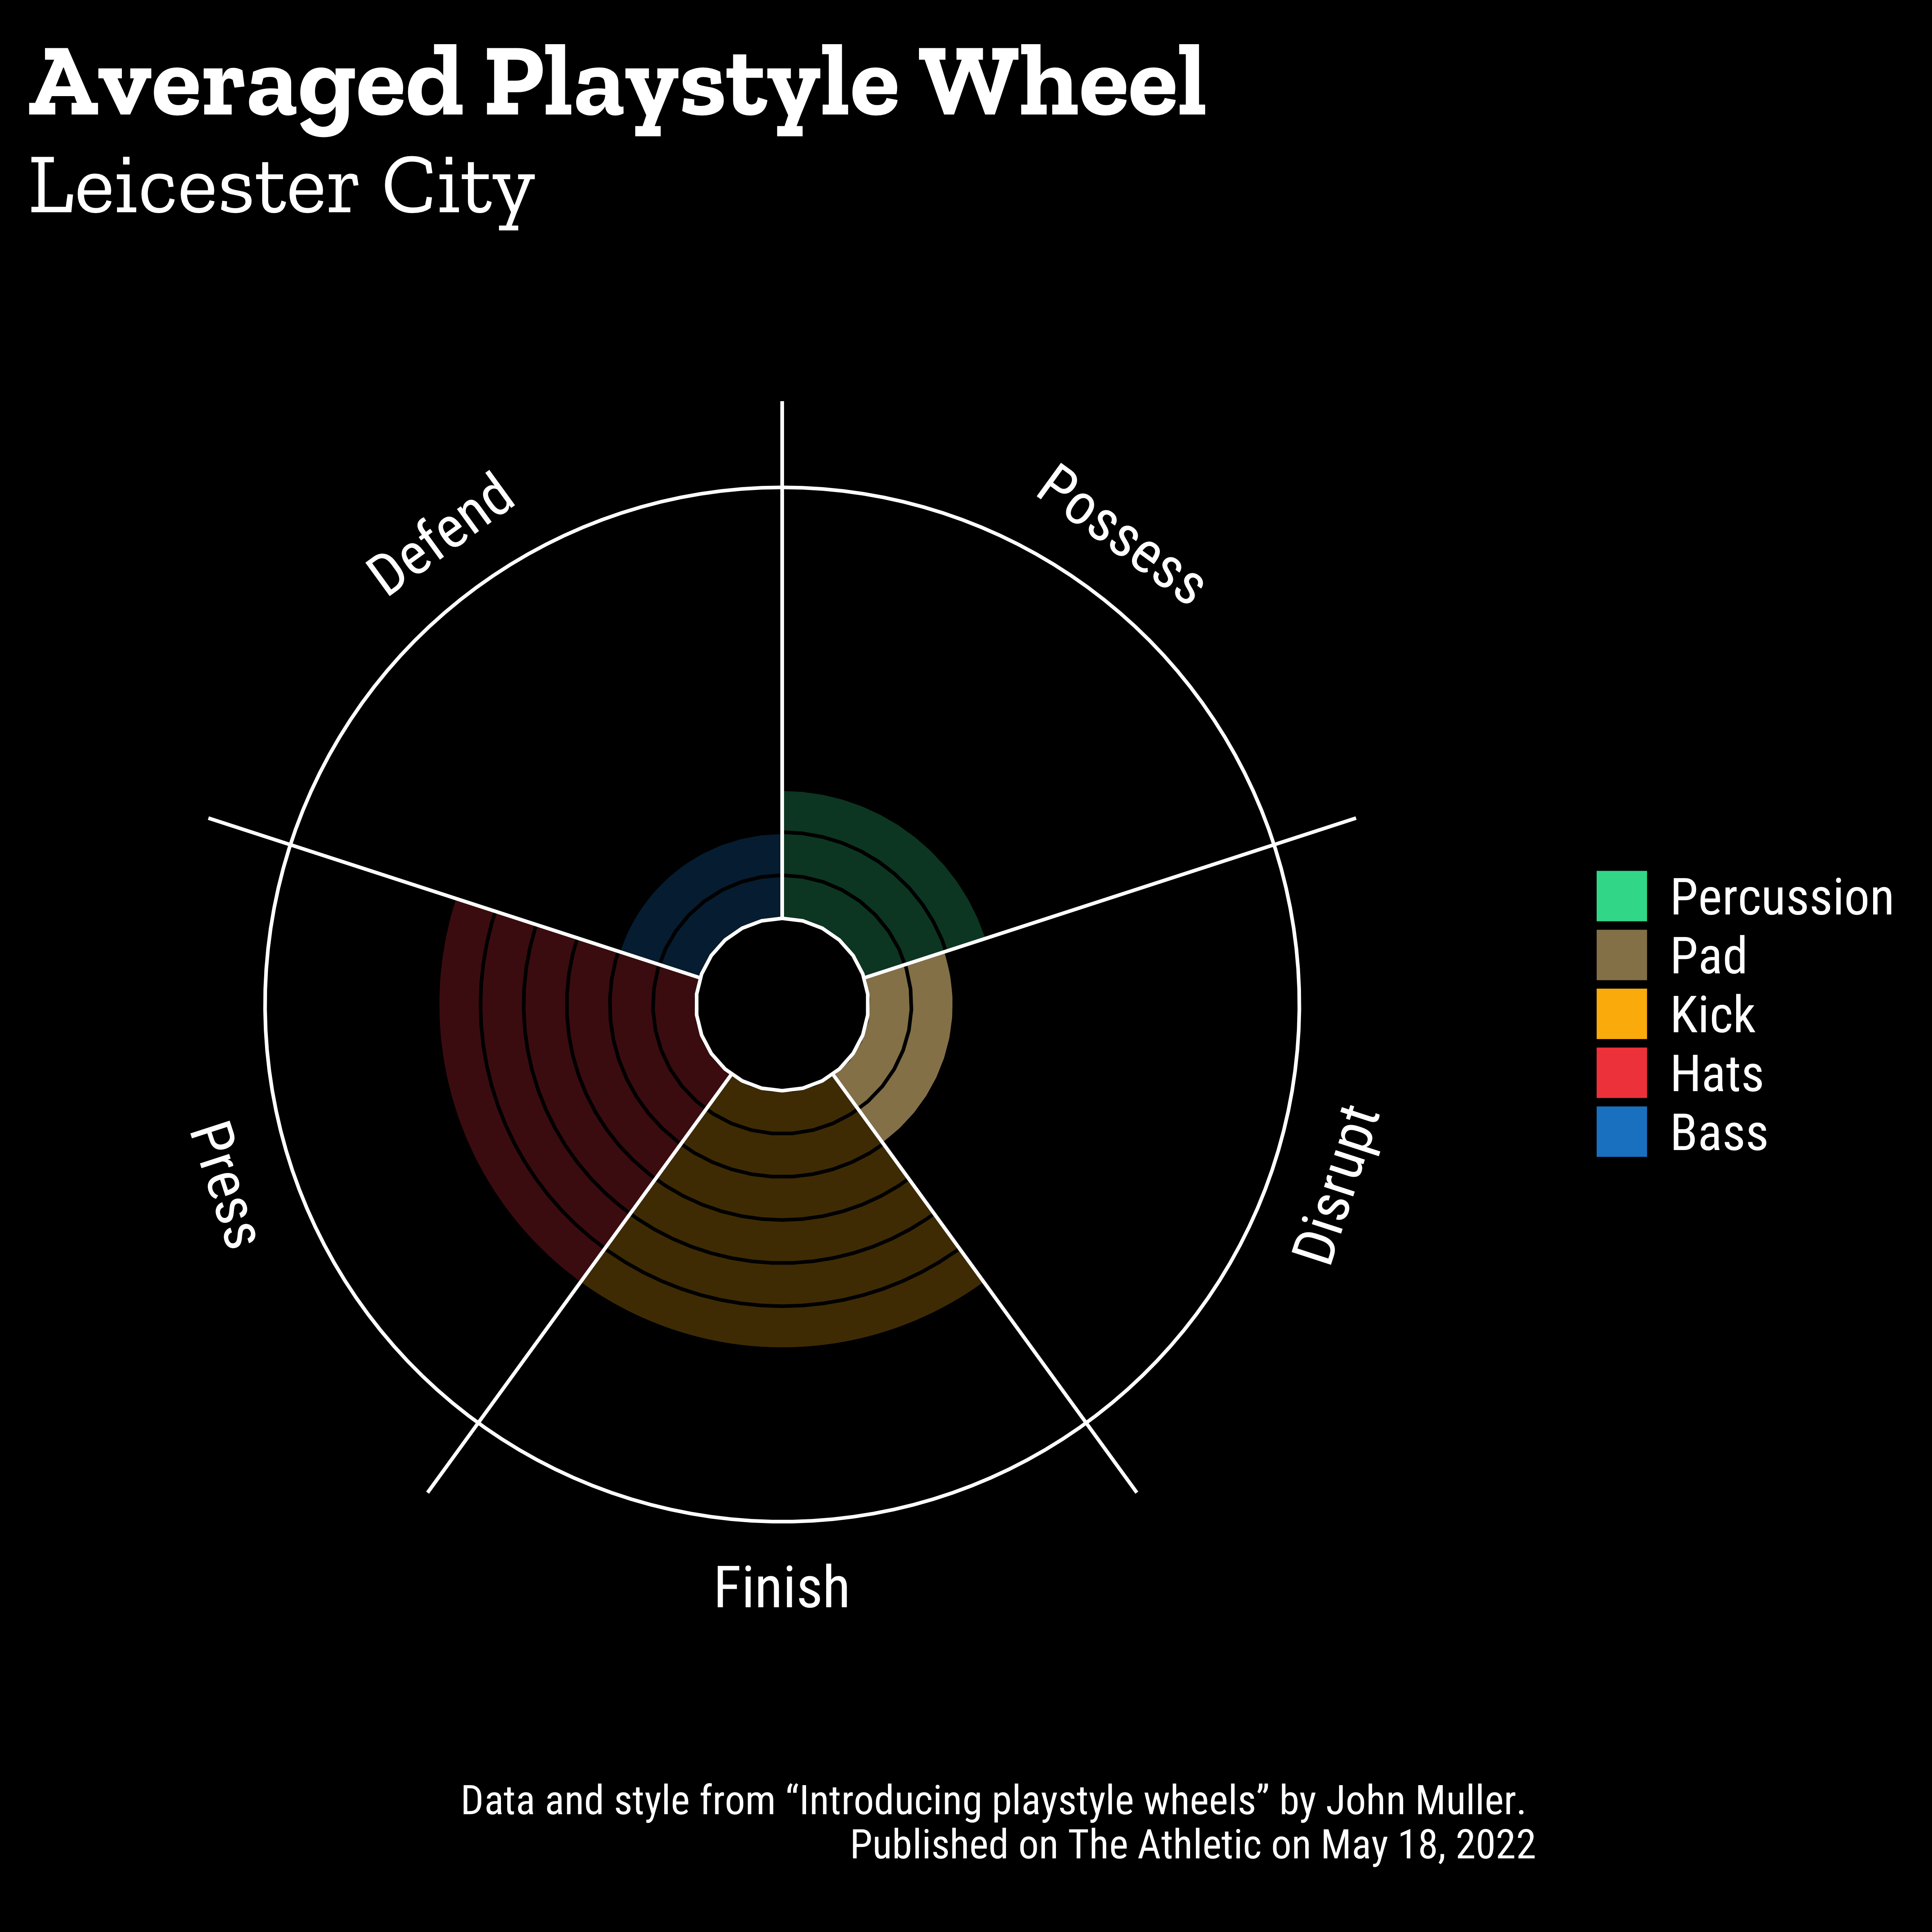 Averaged Playstyle Wheel
Leicester City
Defend
Possess
Press
Disrupt
Finish
Percussion
Pad
Kick
Hats
Bass
Data and style from “Introducing playstyle wheels” by John Muller.
Published on The Athletic on May 18, 2022